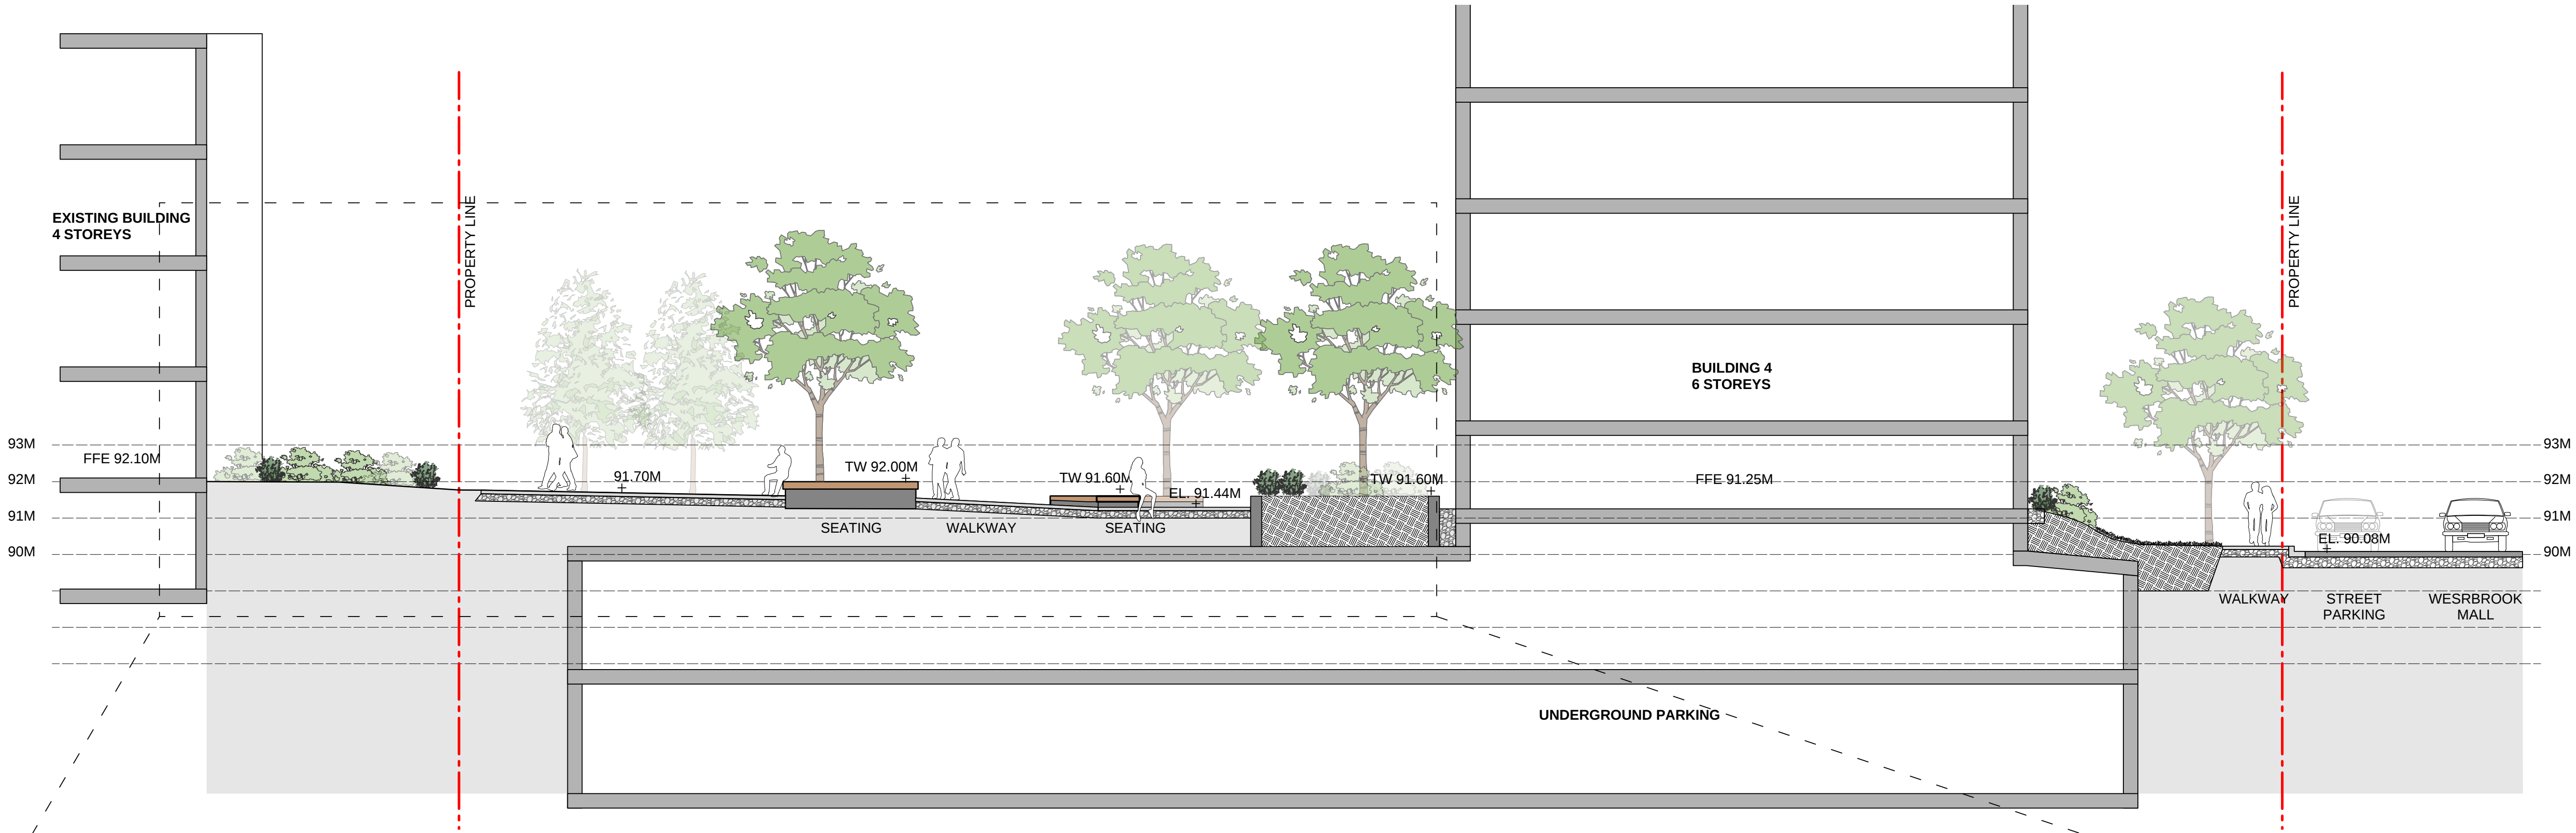 PROPERTY LINE
PROPERTY LINE
EXISTING BUILDING
4 STOREYS
BUILDING 4
6 STOREYS
93M
93M
FFE 92.10M
92M
91.70M
TW 92.00M
TW 91.60M
EL. 91.44M
TW 91.60M
FFE 91.25M
92M
91M
SEATING
WALKWAY
SEATING
91M
90M
EL. 90.08M
90M
WALKWAY
STREET
PARKING
WESRBROOK
MALL
UNDERGROUND PARKING